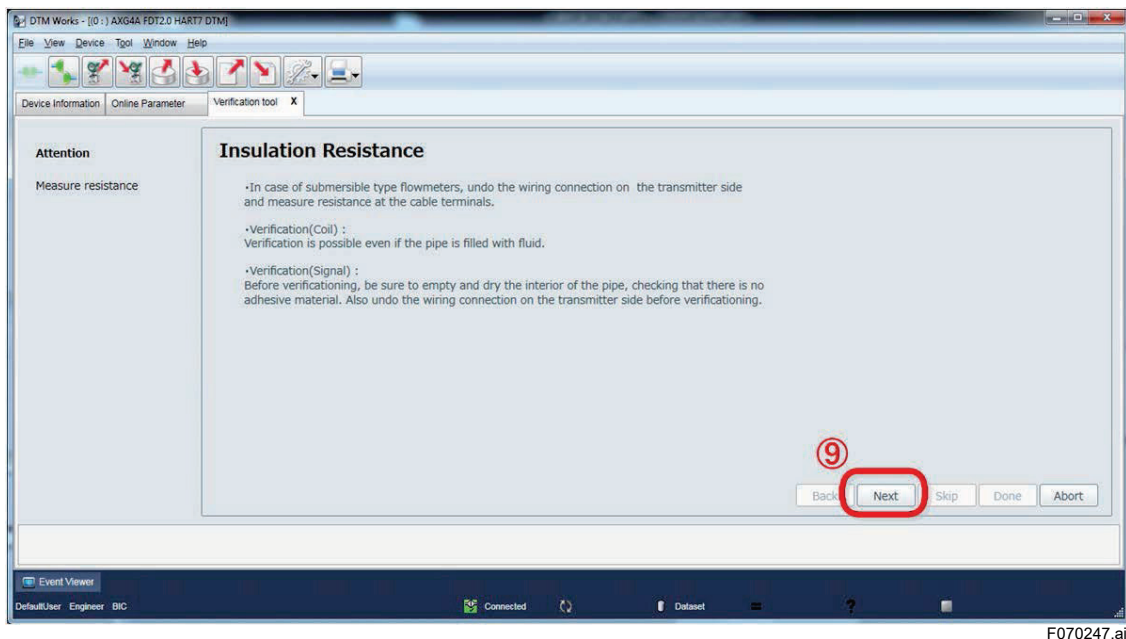 DTM Works - [(0 : ) AXG4A FDT2.0 HART7 DTM]
File View Device Tool Window Help
Device Information Online Parameter Verification tool X
Attention
Measure resistance
Insulation Resistance
•In case of submersible type flowmeters, undo the wiring connection on the transmitter side
and measure resistance at the cable terminals.
•Verification(Coil) :
Verification is possible even if the pipe is filled with fluid.
•Verification(Signal) :
Before verificationing, be sure to empty and dry the interior of the pipe, checking that there is no
adhesive material. Also undo the wiring connection on the transmitter side before verificationing.
⑨
Back Next Skip Done Abort
Event Viewer
DefaultUser Engineer BIC Connected Dataset = ?
F070247.ai